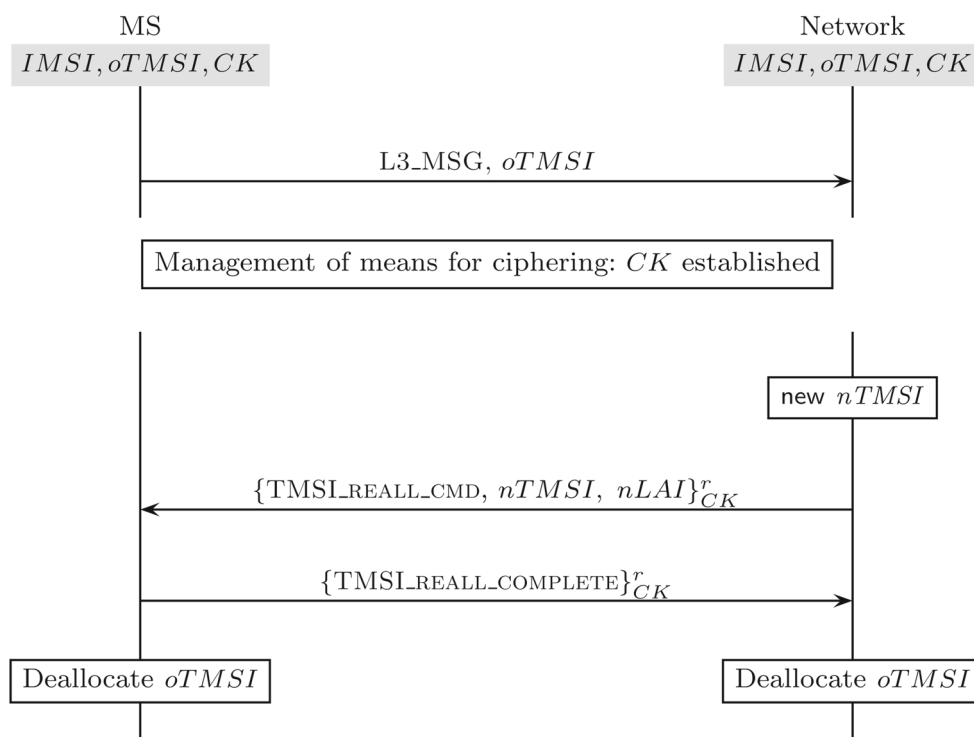 MS
Network
IMSI, oTMSI, CK
IMSI, oTMSI, CK
L3_MSG, oTMSI
Management of means for ciphering: CK established
new nTMSI
{TMSI_REALL_CMD, nTMSI, nLAI}^r_CK
{TMSI_REALL_COMPLETE}^r_CK
Deallocate oTMSI
Deallocate oTMSI